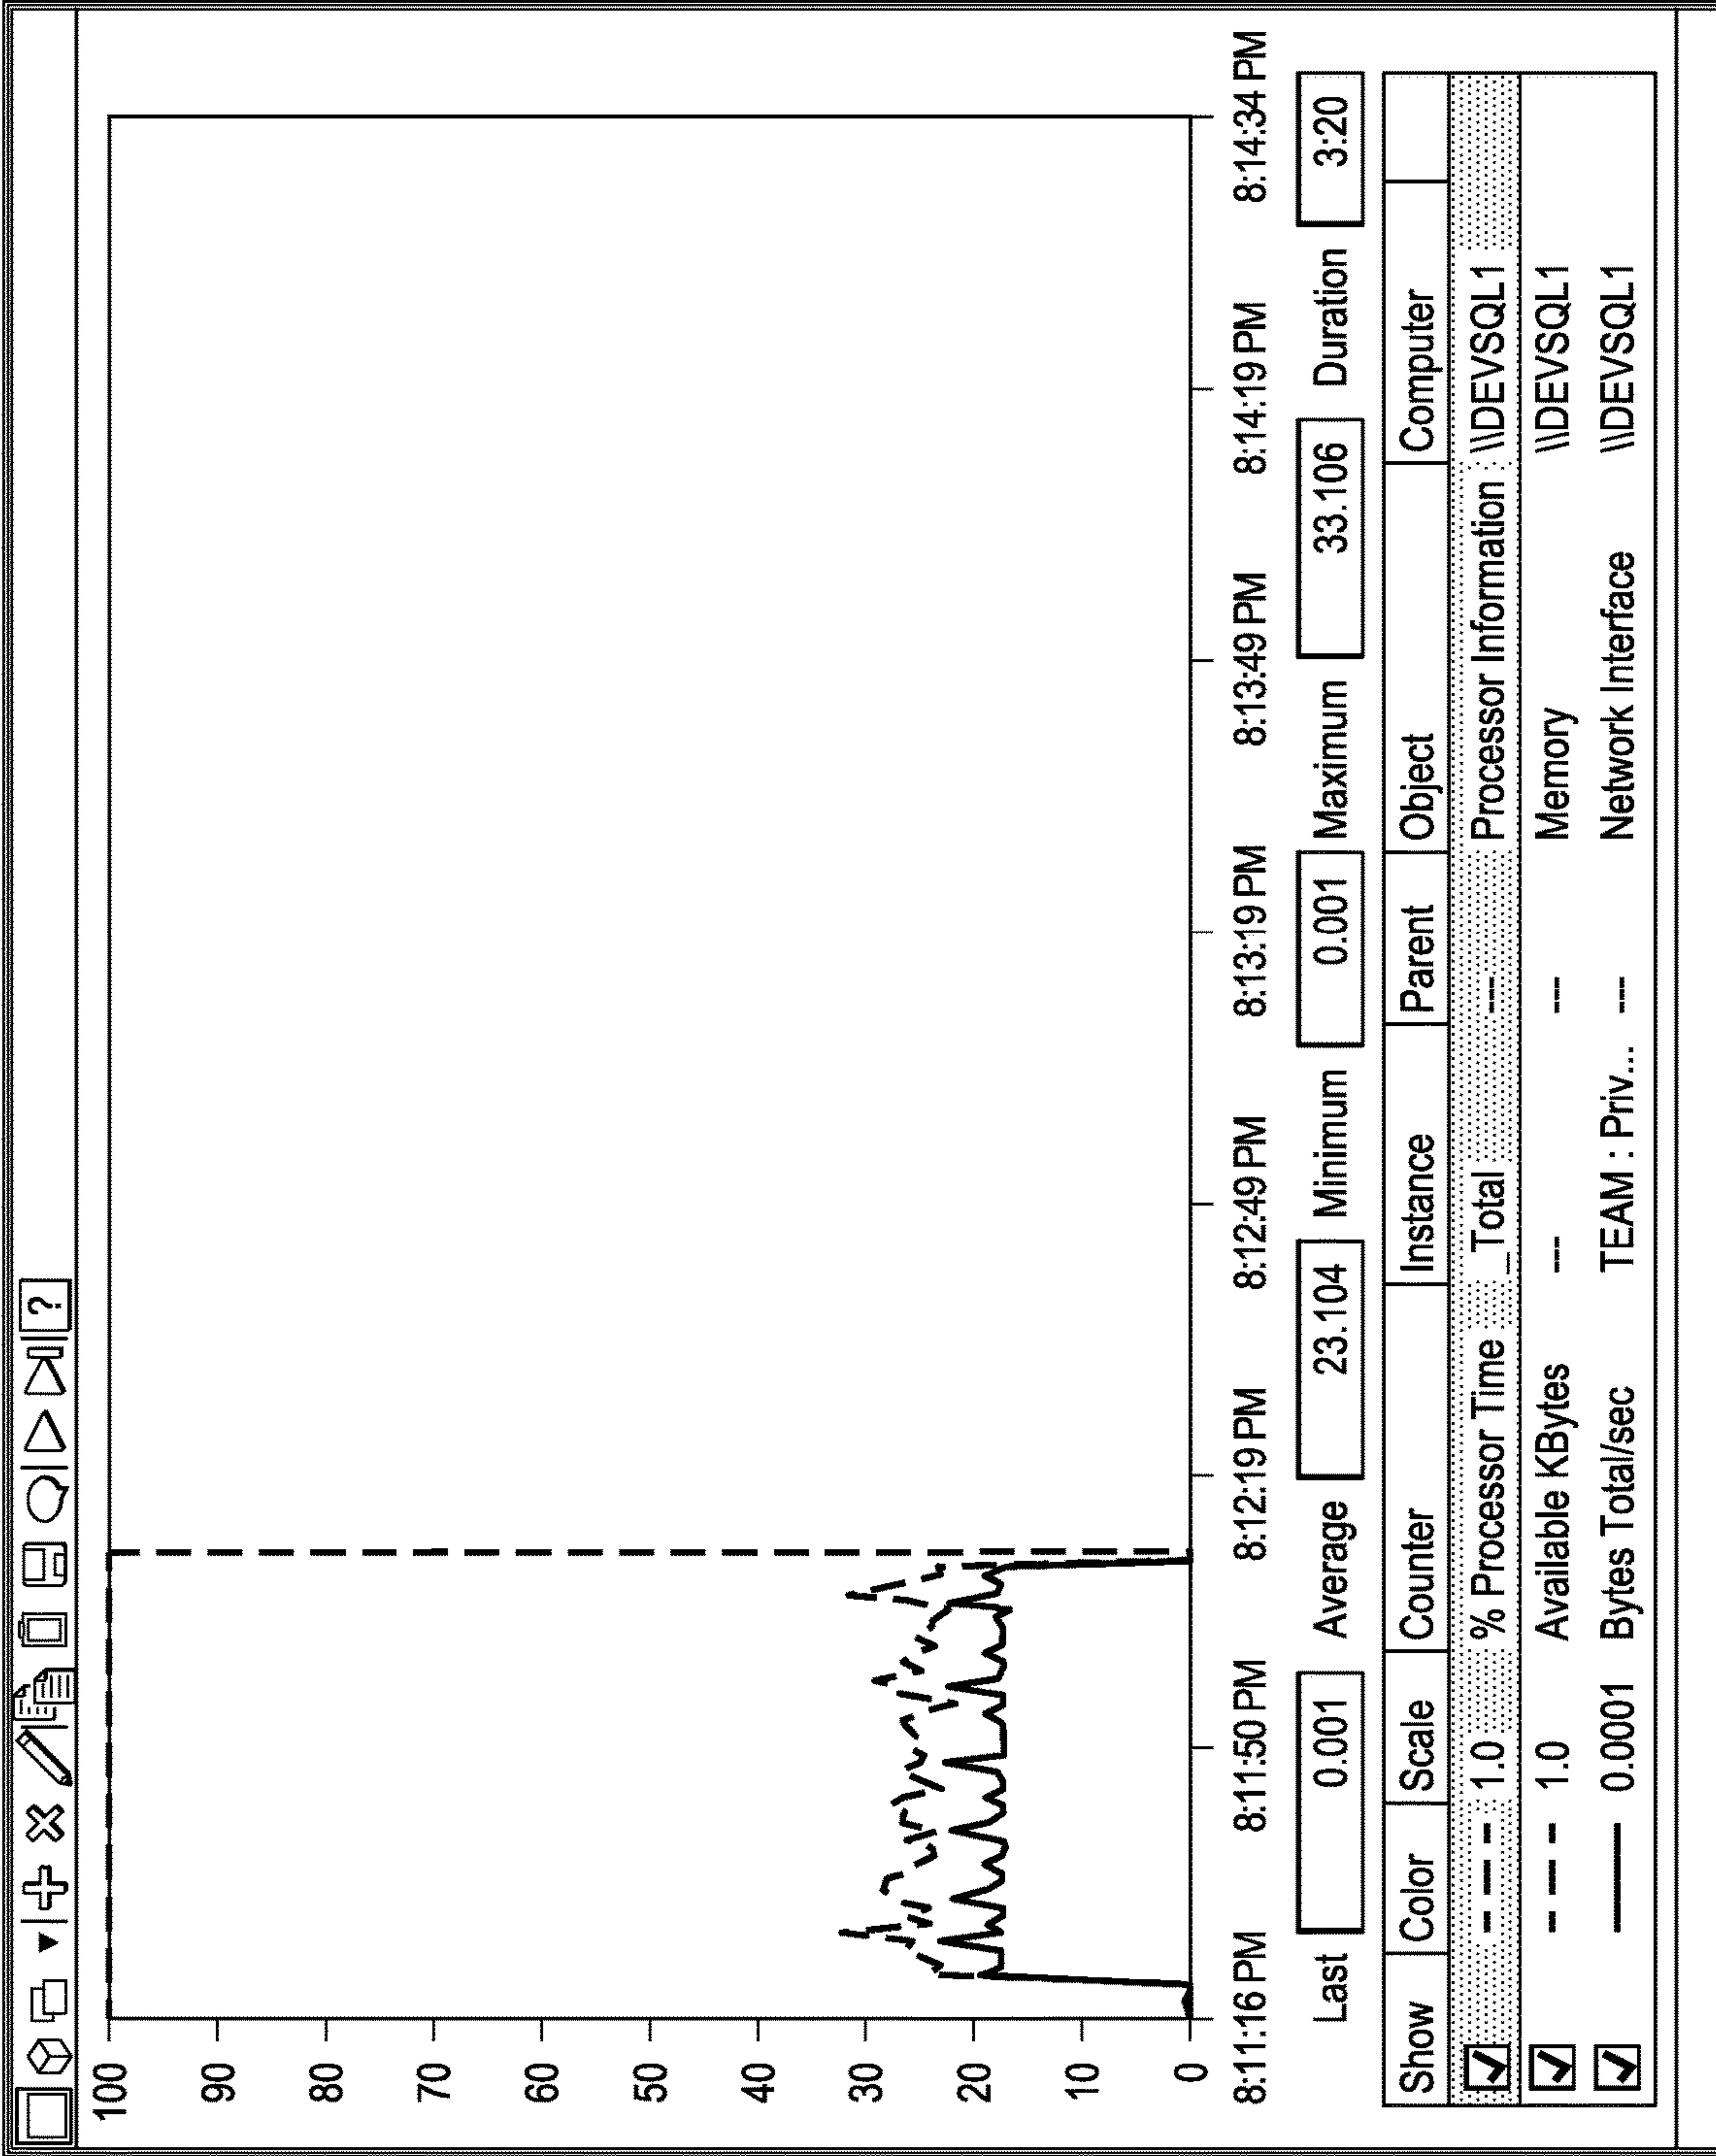 ?
100
90
80
70
60
50
40
30
20
10
0
8:11:16 PM 8:11:50 PM 8:12:19 PM 8:12:49 PM 8:13:19 PM 8:13:49 PM 8:14:19 PM 8:14:34 PM
Last 0.001 Average 23.104 Minimum 0.001 Maximum 33.106 Duration 3:20
Show Color Scale Counter Instance Parent Object Computer
1.0 % Processor Time _Total --- Processor Information \\\DEVSQL1
1.0 Available KBytes --- --- Memory \\DEVSQL1
0.0001 Bytes Total/sec TEAM : Priv... --- Network Interface \\DEVSQL1